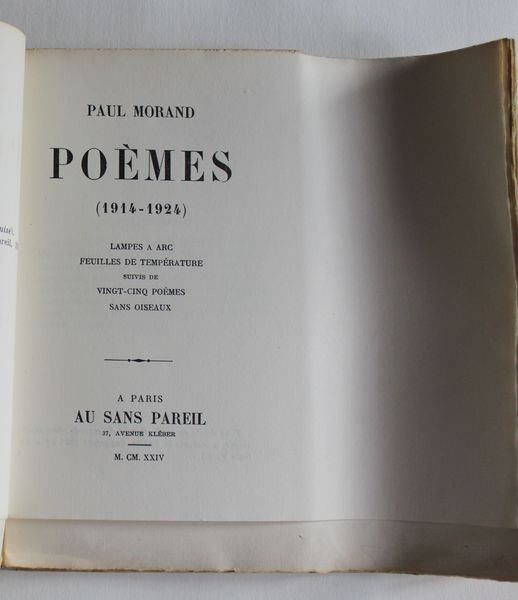 PAUL MORAND
POÈMES
(1914-1924)
LAMPES A ARC
FEUILLES DE TEMPÉRATURE
SUIVIS DE
VINGT-CINQ POÈMES
SANS OISEAUX
A PARIS
AU SANS PAREIL
37, AVENUE KLÉBER
M. CM. XXIV